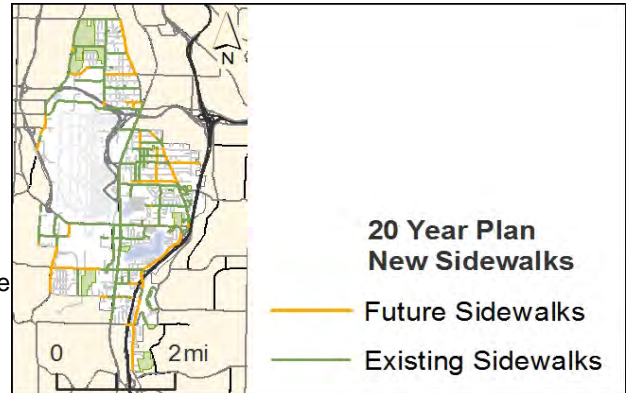 N
20 Year Plan
New Sidewalks
e
Future Sidewalks
0 2 mi
Existing Sidewalks